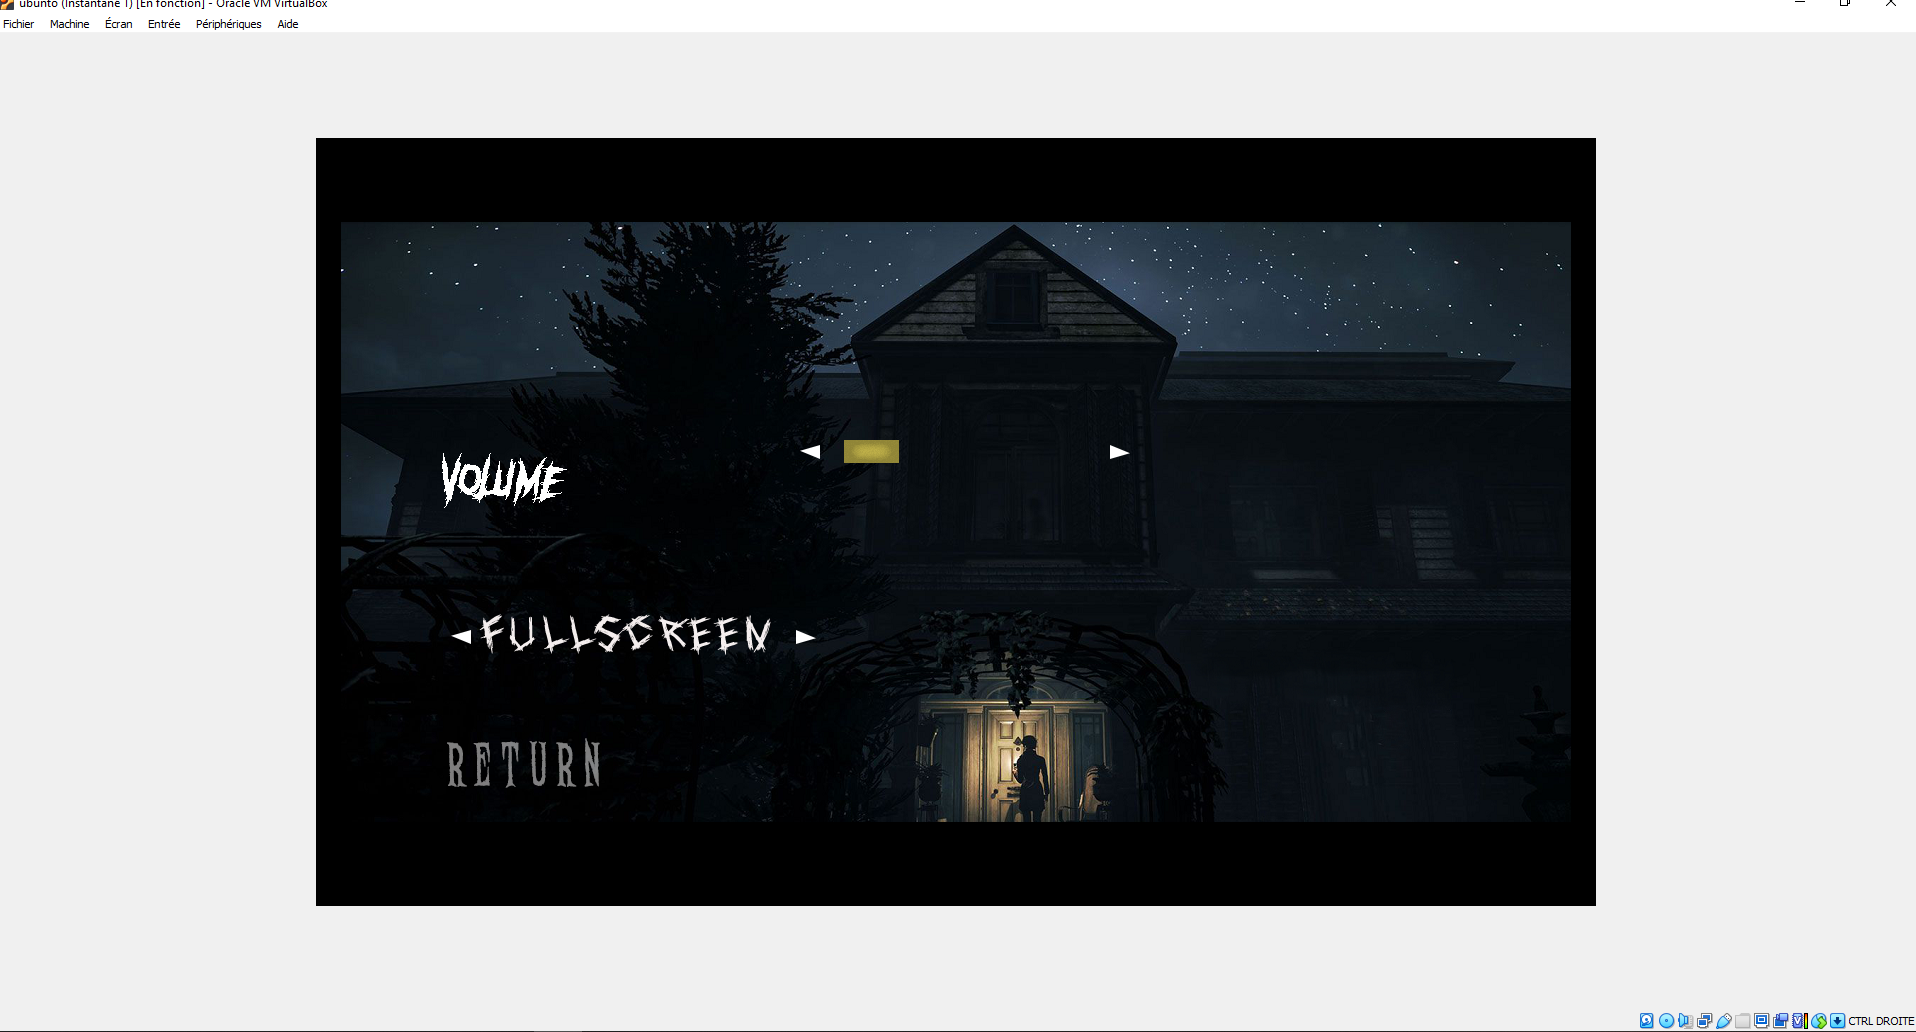 ubunto (Instantané 1) [En fonction] - Oracle VM VirtualBox
Fichier Machine Écran Entrée Périphériques Aide
VOLUME
FULLSCREEN
RETURN
CTRL DROITE